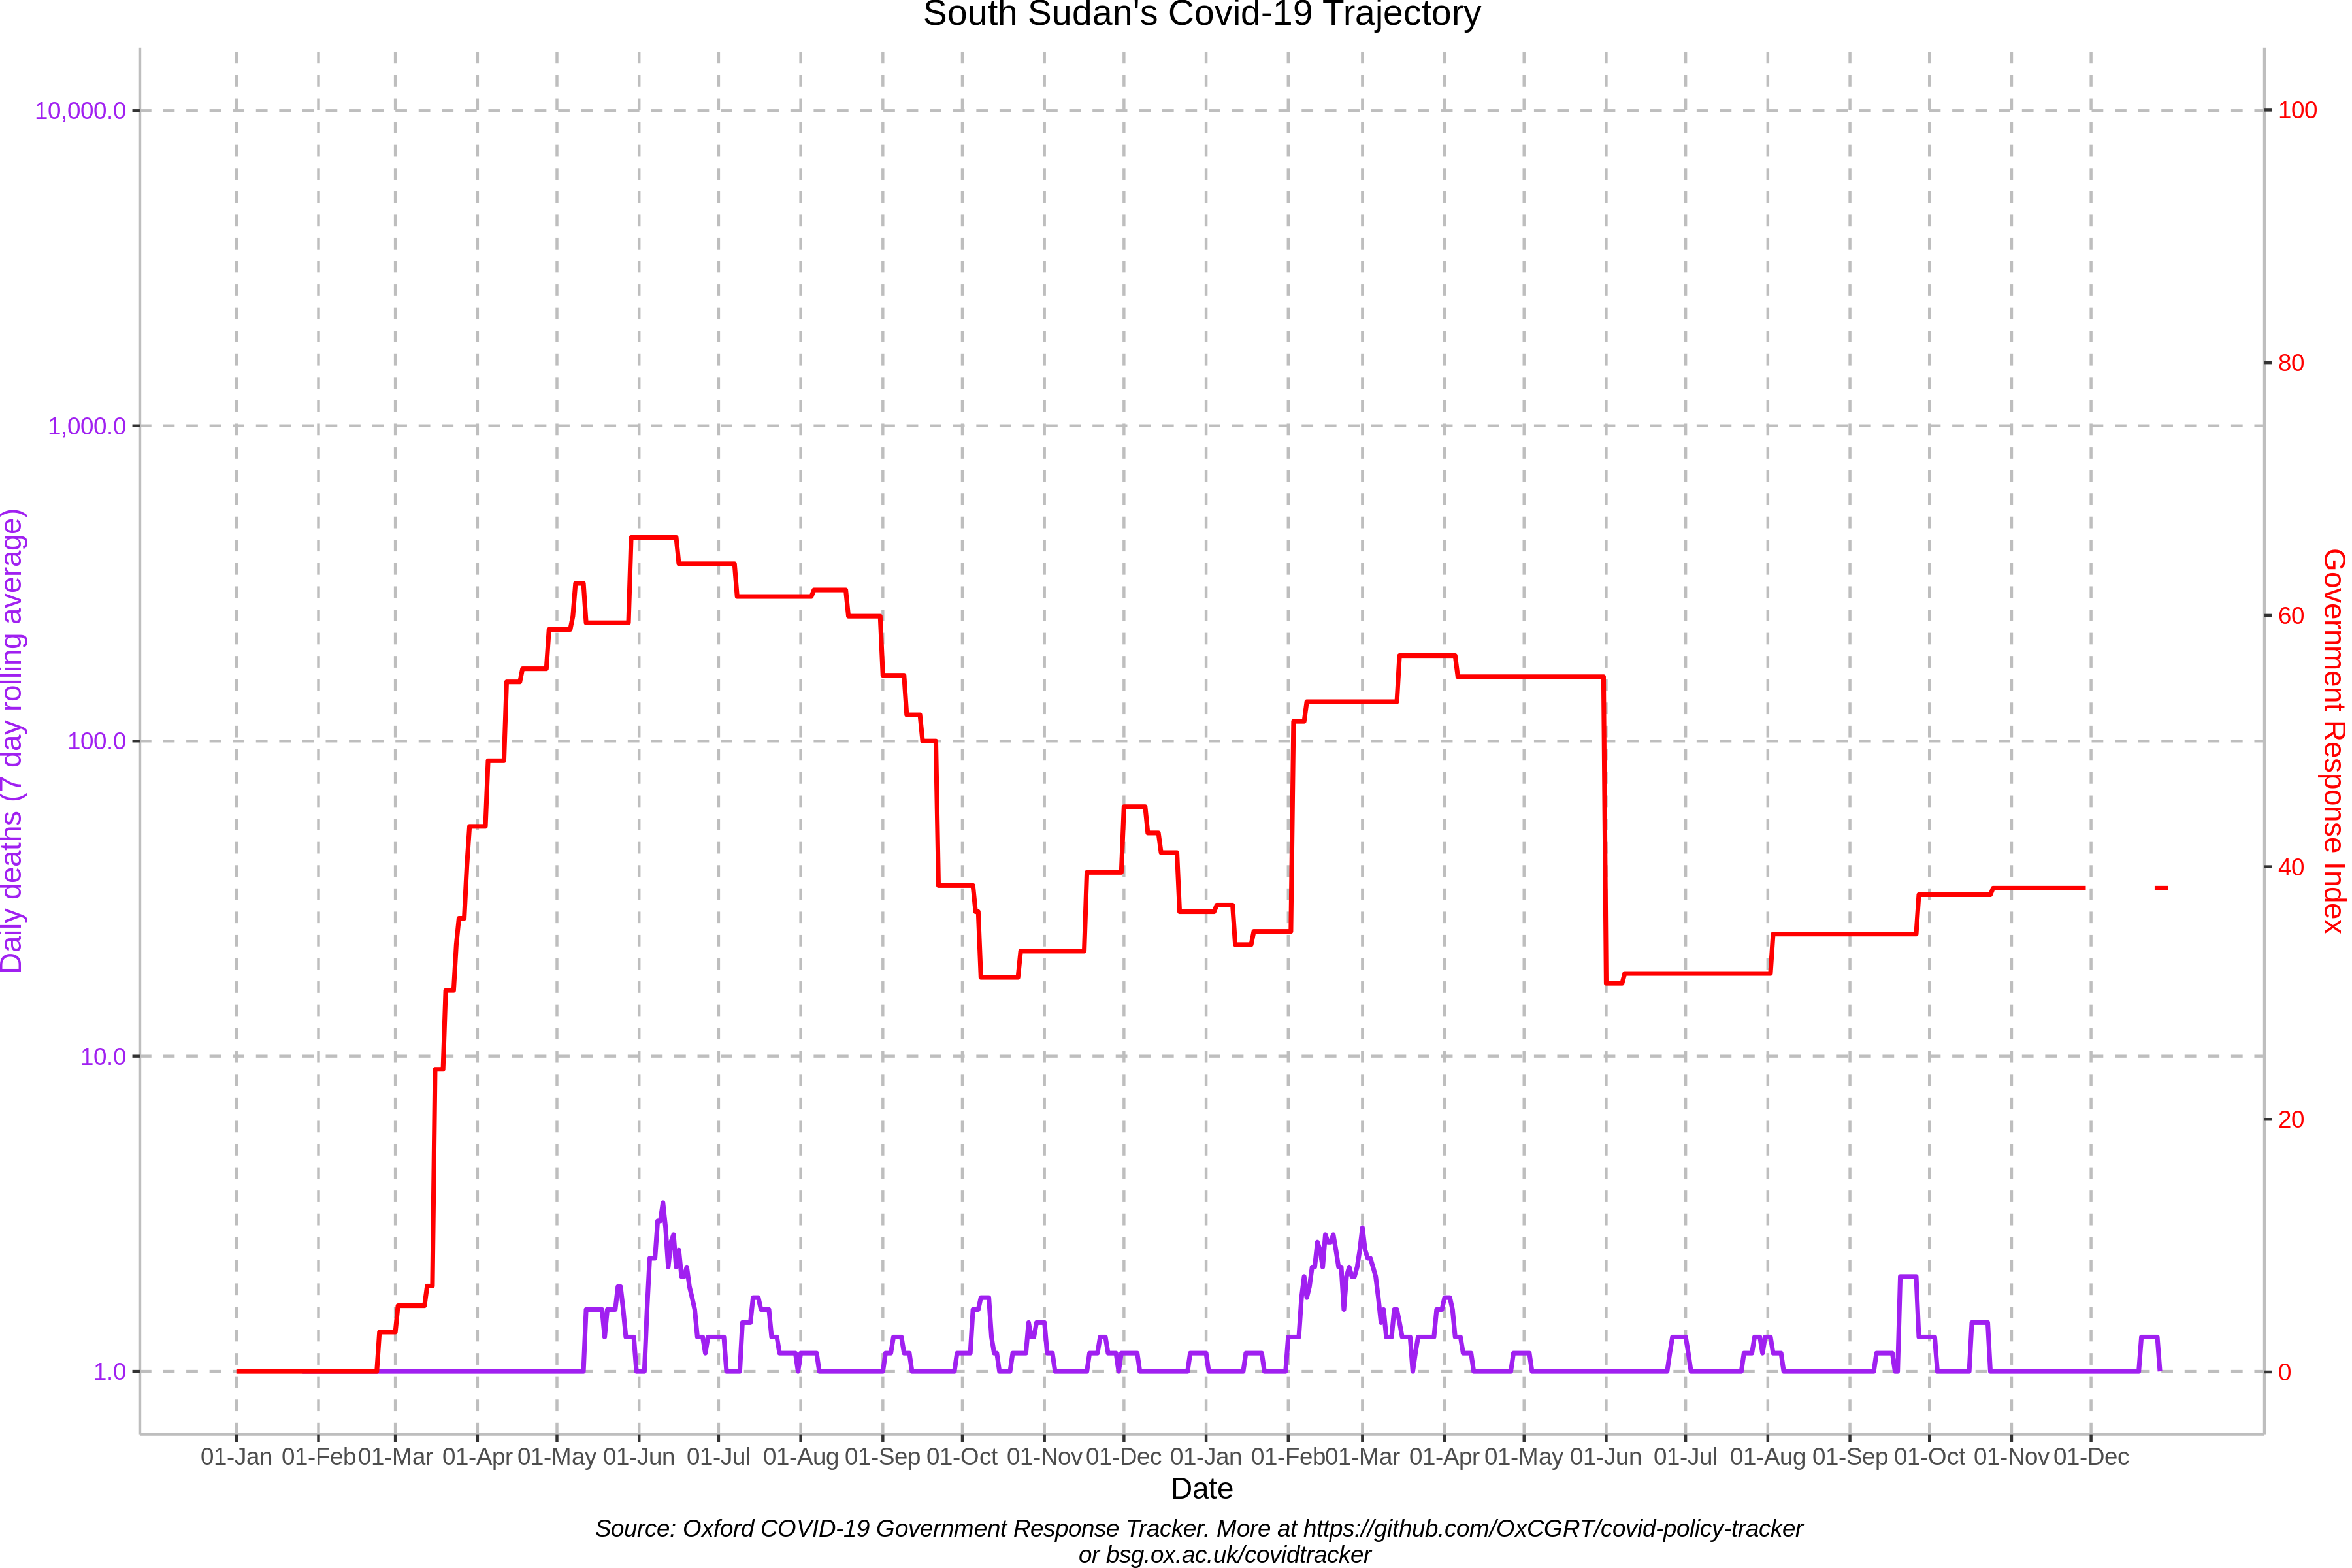 South Sudan's Covid-19 Trajectory
10,000.0
1,000.0
100.0
10.0
1.0
Daily deaths (7 day rolling average)
100
80
60
40
20
0
Government Response Index
01-Jan 01-Feb 01-Mar 01-Apr 01-May 01-Jun 01-Jul 01-Aug 01-Sep 01-Oct 01-Nov 01-Dec 01-Jan 01-Feb 01-Mar 01-Apr 01-May 01-Jun 01-Jul 01-Aug 01-Sep 01-Oct 01-Nov 01-Dec
Date
Source: Oxford COVID-19 Government Response Tracker. More at https://github.com/OxCGRT/covid-policy-tracker
or bsg.ox.ac.uk/covidtracker